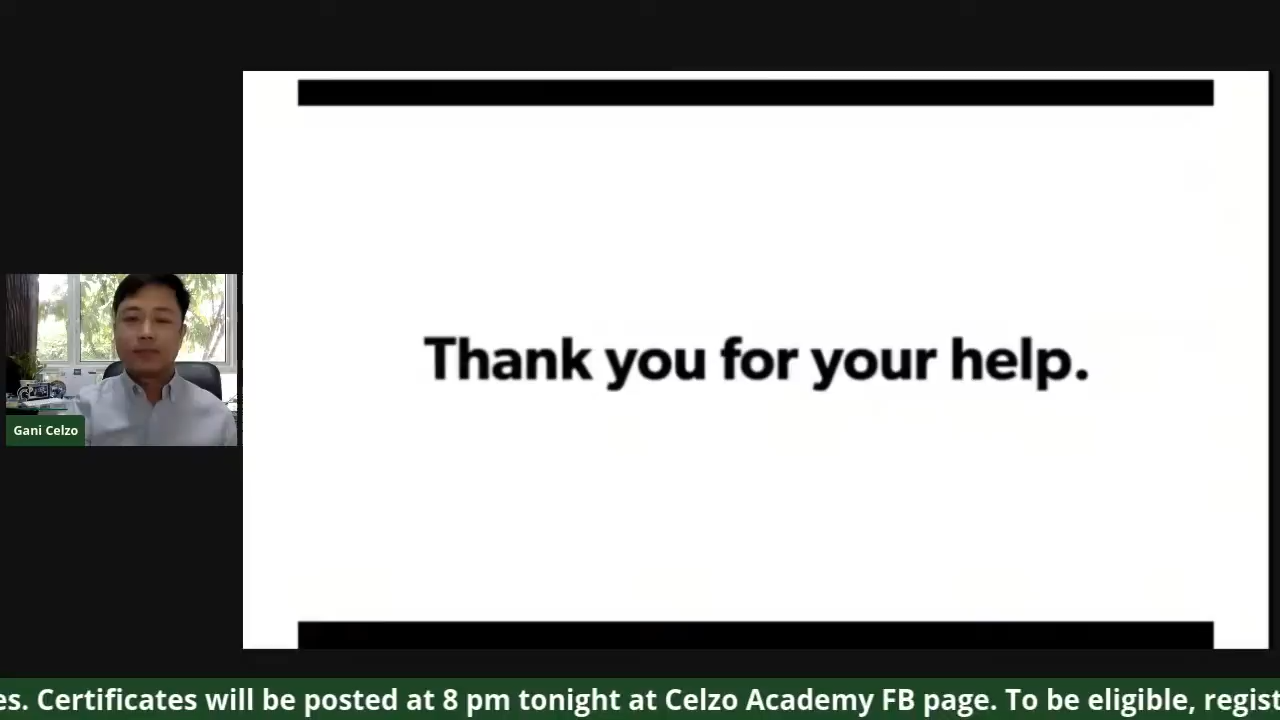 Thank you for your help.
Gani Celzo
es. Certificates will be posted at 8 pm tonight at Celzo Academy FB page. To be eligible, regist